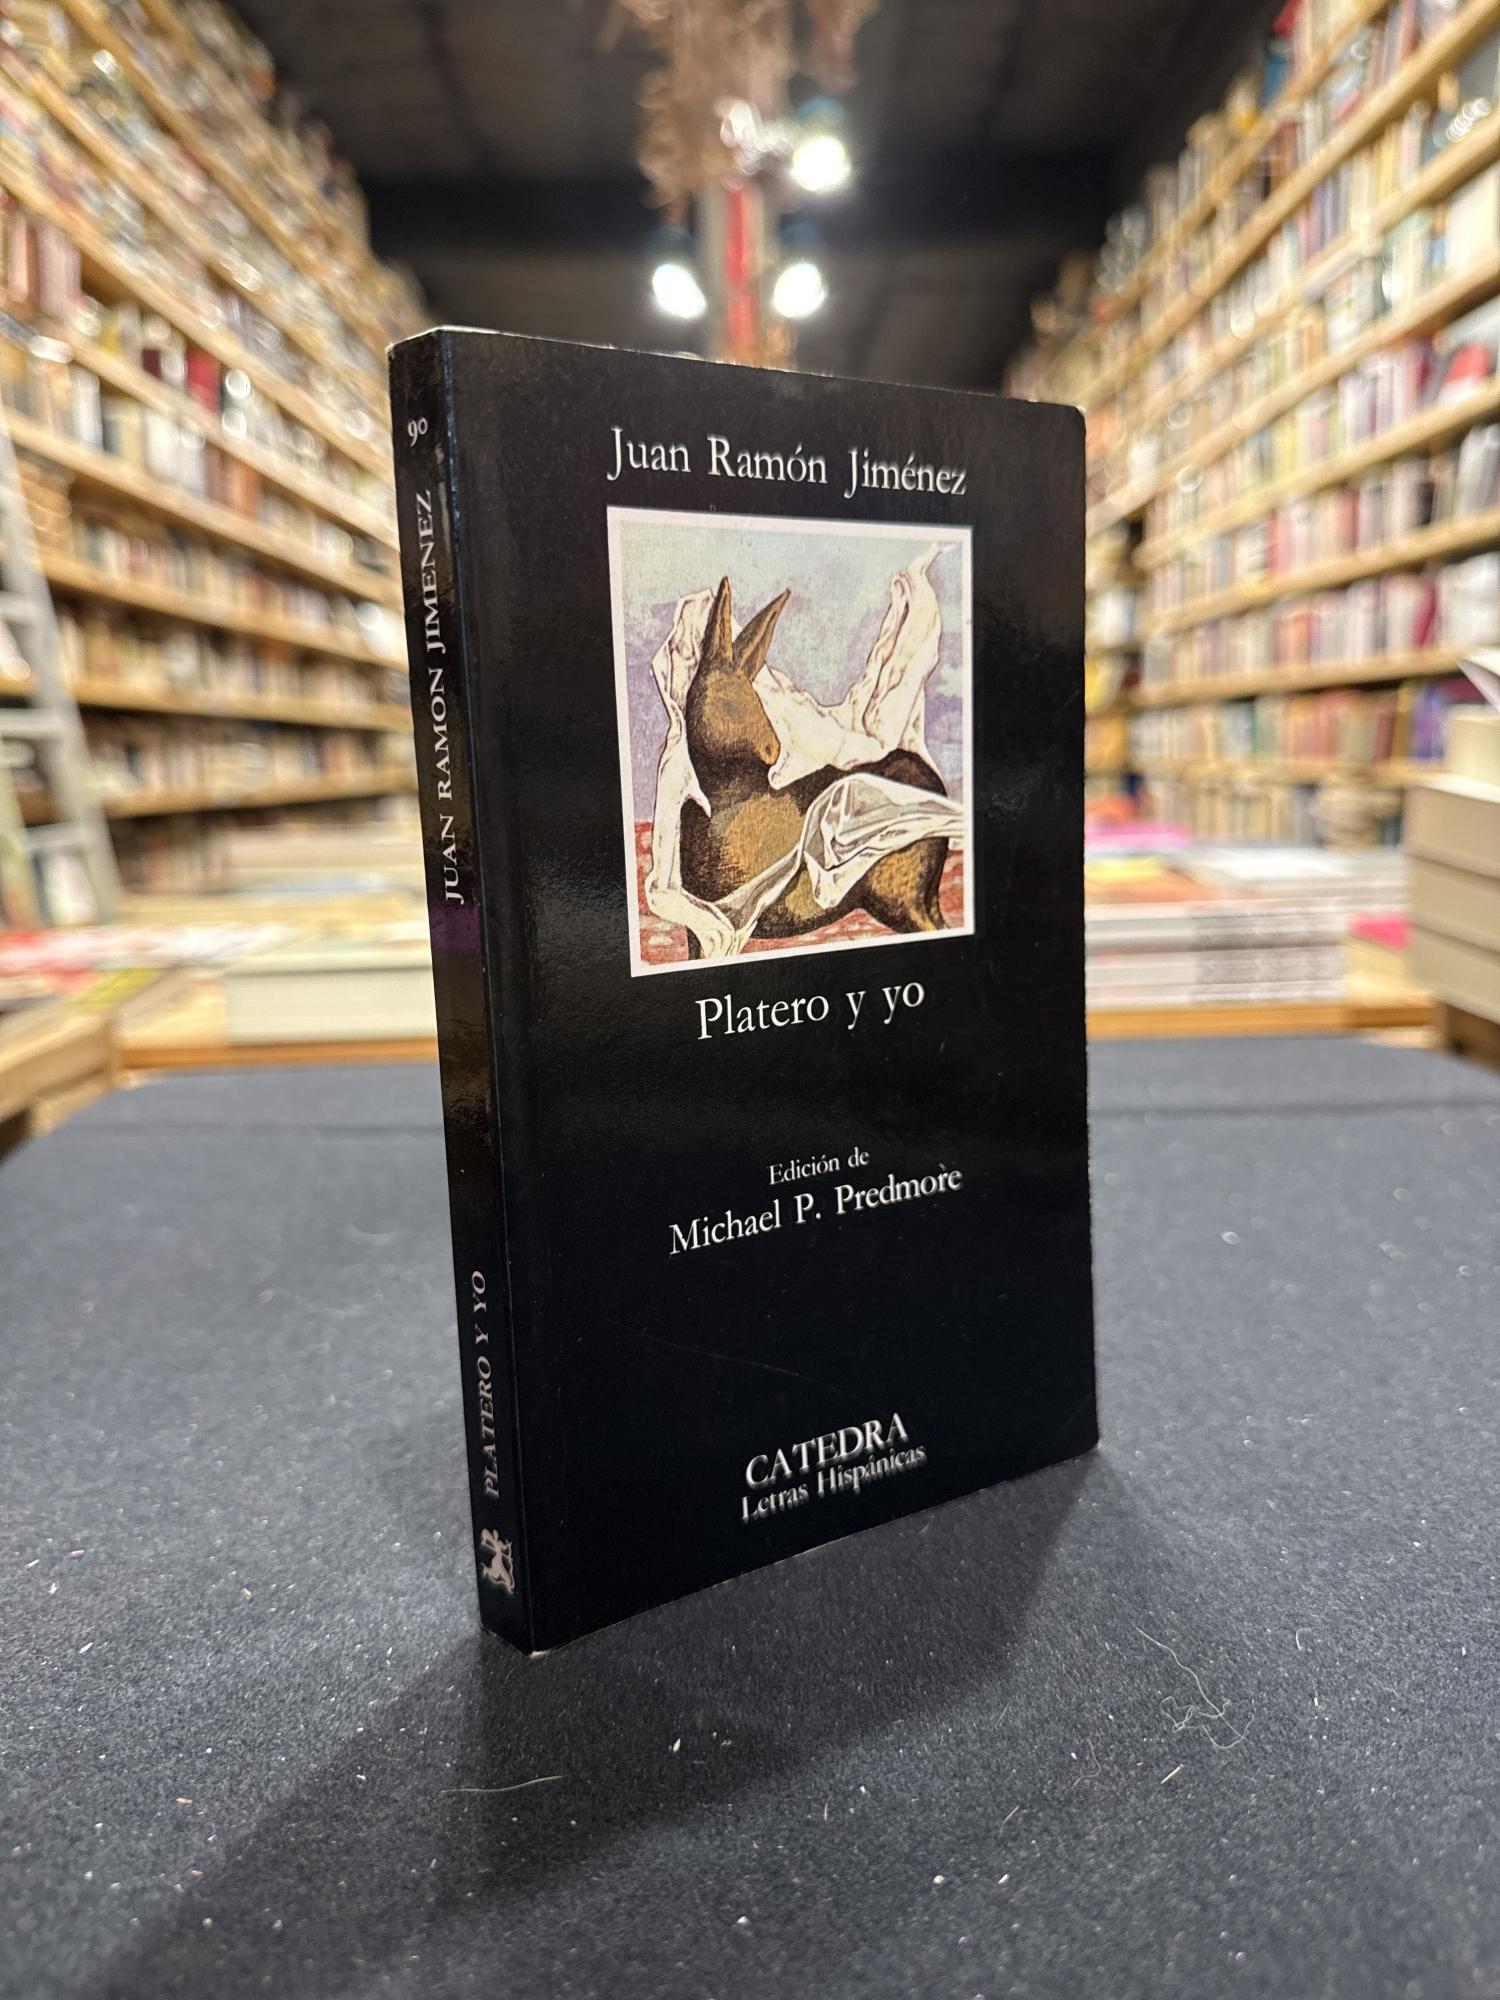 90
JUAN RAMON JIMENEZ
PLATERO Y YO
Juan Ramón Jiménez
Platero y yo
Edición de
Michael P. Predmore
CATEDRA
Letras Hispánicas